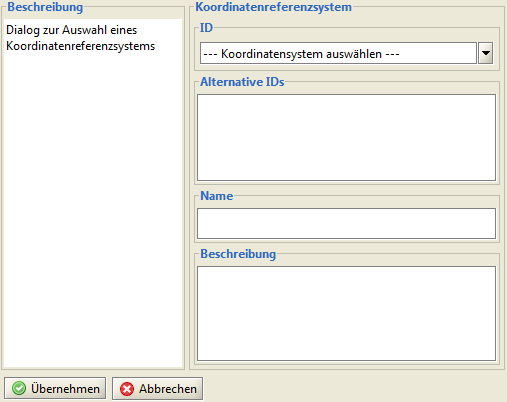 Beschreibung
Dialog zur Auswahl eines
Koordinatenreferenzsystems
Koordinatenreferenzsystem
ID
--- Koordinatensystem auswählen ---
Alternative IDs
Name
Beschreibung
Übernehmen
Abbrechen